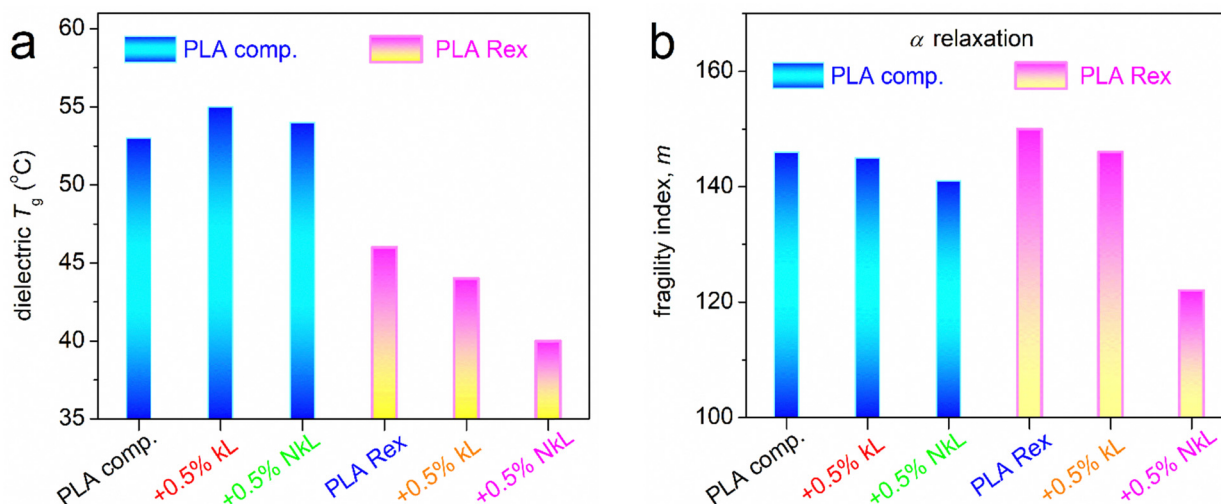 a
60
55
50
45
40
35
dielectric Tg (°C)
PLA comp.
PLA Rex
PLA comp.
+0.5% kL
+0.5% NkL
PLA Rex
+0.5% kL
+0.5% NkL
b
α relaxation
160
140
120
100
fragility index, m
PLA comp.
PLA Rex
PLA comp.
+0.5% kL
+0.5% NkL
PLA Rex
+0.5% kL
+0.5% NkL